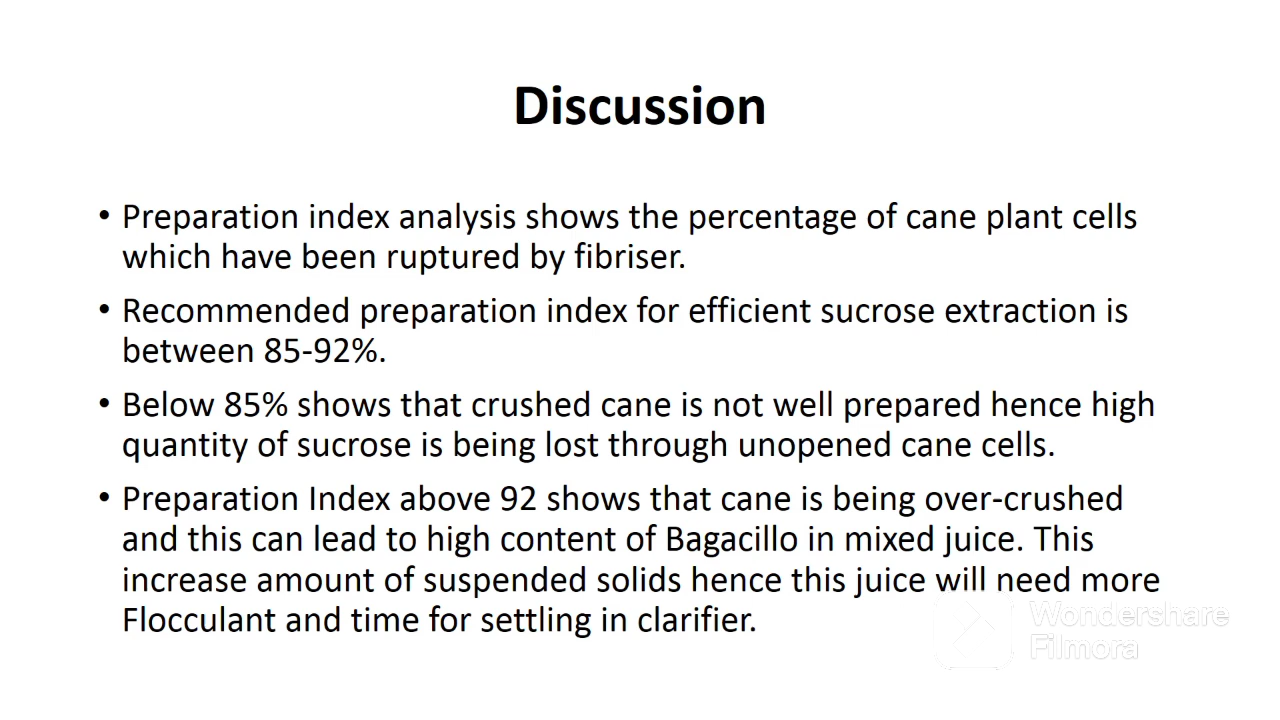 Discussion
• Preparation index analysis shows the percentage of cane plant cells
which have been ruptured by fibriser.
• Recommended preparation index for efficient sucrose extraction is
between 85-92%.
• Below 85% shows that crushed cane is not well prepared hence high
quantity of sucrose is being lost through unopened cane cells.
• Preparation Index above 92 shows that cane is being over-crushed
and this can lead to high content of Bagacillo in mixed juice. This
increase amount of suspended solids hence this juice will need more
Flocculant and time for settling in clarifier.
Wondershare
Filmora